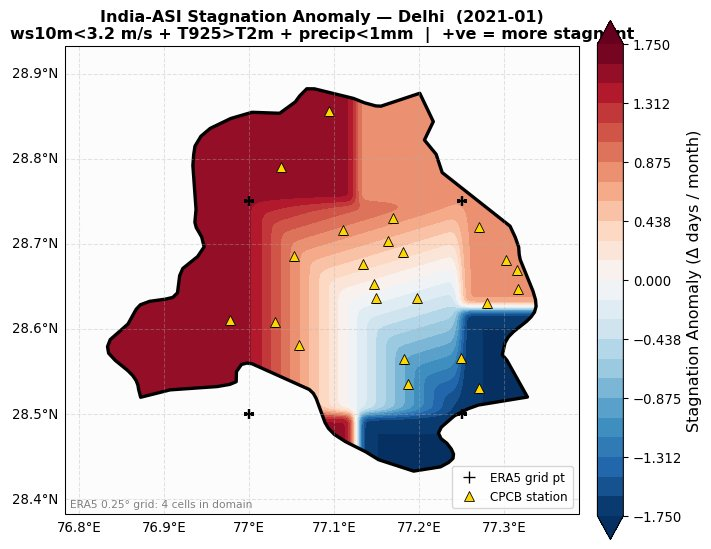 India-ASI Stagnation Anomaly — Delhi  (2021-01)
ws10m<3.2 m/s + T925>T2m + precip<1mm  |  +ve = more stagnant
28.9°N
28.8°N
28.7°N
28.6°N
28.5°N
28.4°N
76.8°E
76.9°E
77°E
77.1°E
77.2°E
77.3°E
ERA5 0.25° grid: 4 cells in domain
ERA5 grid pt
CPCB station
1.750
1.312
0.875
0.438
0.000
−0.438
−0.875
−1.312
−1.750
Stagnation Anomaly (Δ days / month)